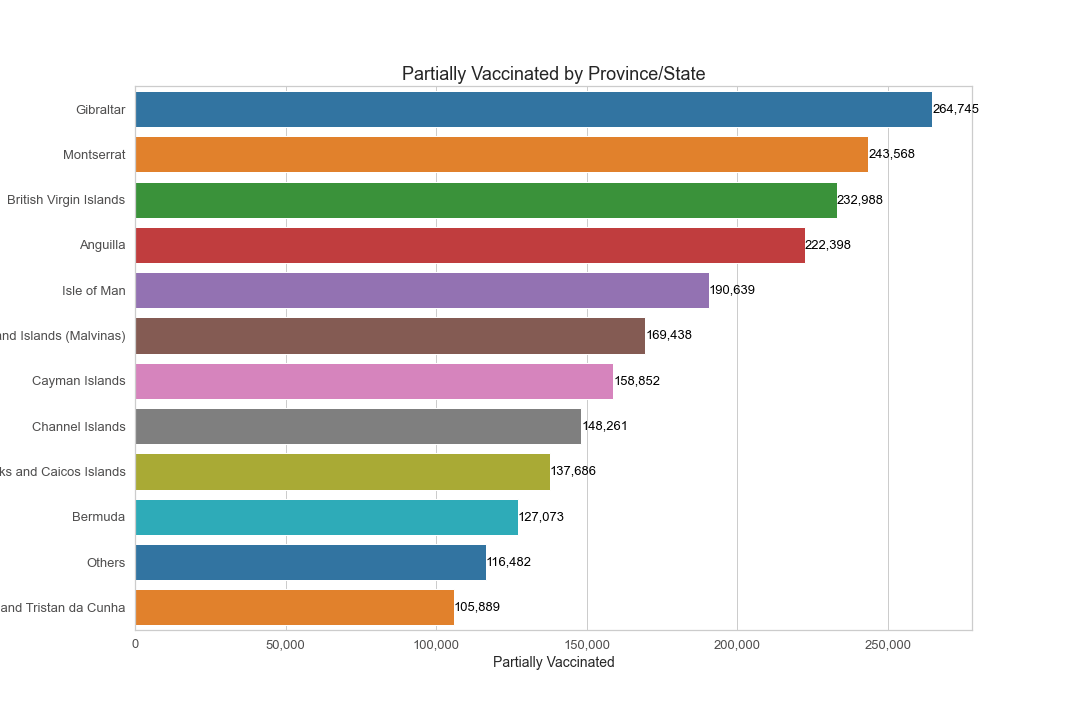 Partially Vaccinated by Province/State
Gibraltar 264,745
Montserrat 243,568
British Virgin Islands 232,988
Anguilla 222,398
Isle of Man 190,639
Islands (Malvinas) 169,438
Cayman Islands 158,852
Channel Islands 148,261
and Caicos Islands 137,686
Bermuda 127,073
Others 116,482
and Tristan da Cunha 105,889
0 50,000 100,000 150,000 200,000 250,000
Partially Vaccinated